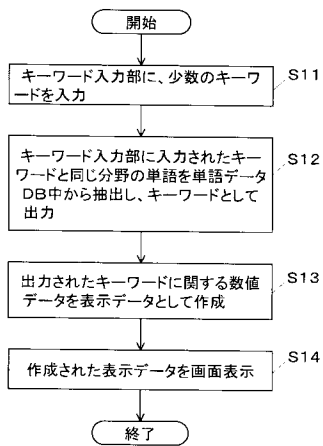 開始
キーワード入力部に、少数のキーワ
ードを入力
S11
キーワード入力部に入力されたキー
ワードと同じ分野の単語を単語データ
DB中から抽出し、キーワードとして
出力
S12
出力されたキーワードに関する数値
データを表示データとして作成
S13
作成された表示データを画面表示
S14
終了